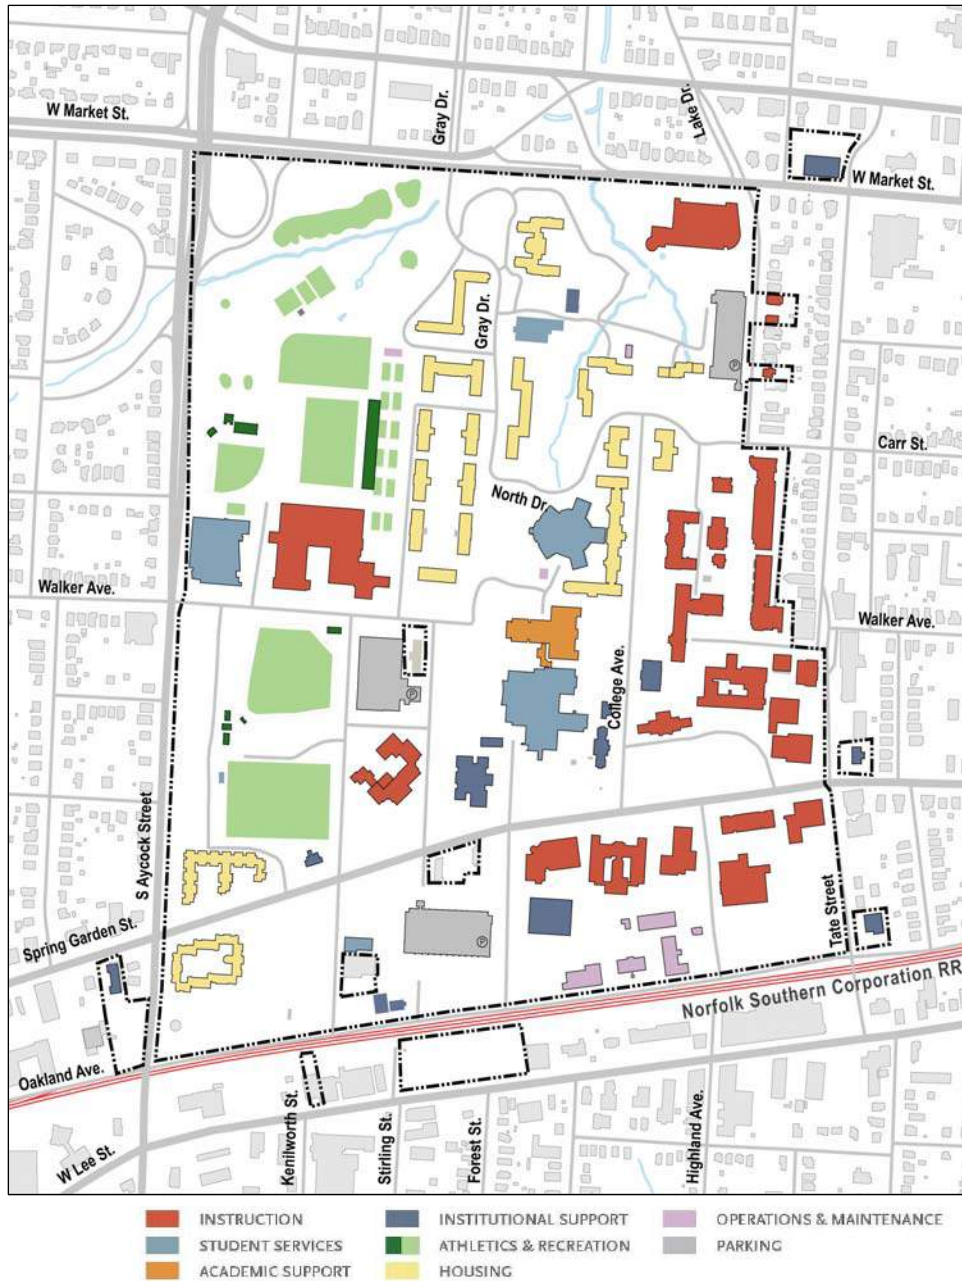 W Market St.
Gray Dr.
Lake Dr.
W Market St.
Gray Dr.
Carr St.
North Dr.
Walker Ave.
Walker Ave.
College Ave.
S Aycock Street
Spring Garden St.
Tate Street
Norfolk Southern Corporation RR
Oakland Ave.
W Lee St.
Kenilworth St.
Stirling St.
Forest St.
Highland Ave.
P
P
P
INSTRUCTION
INSTITUTIONAL SUPPORT
OPERATIONS & MAINTENANCE
STUDENT SERVICES
ATHLETICS & RECREATION
PARKING
ACADEMIC SUPPORT
HOUSING